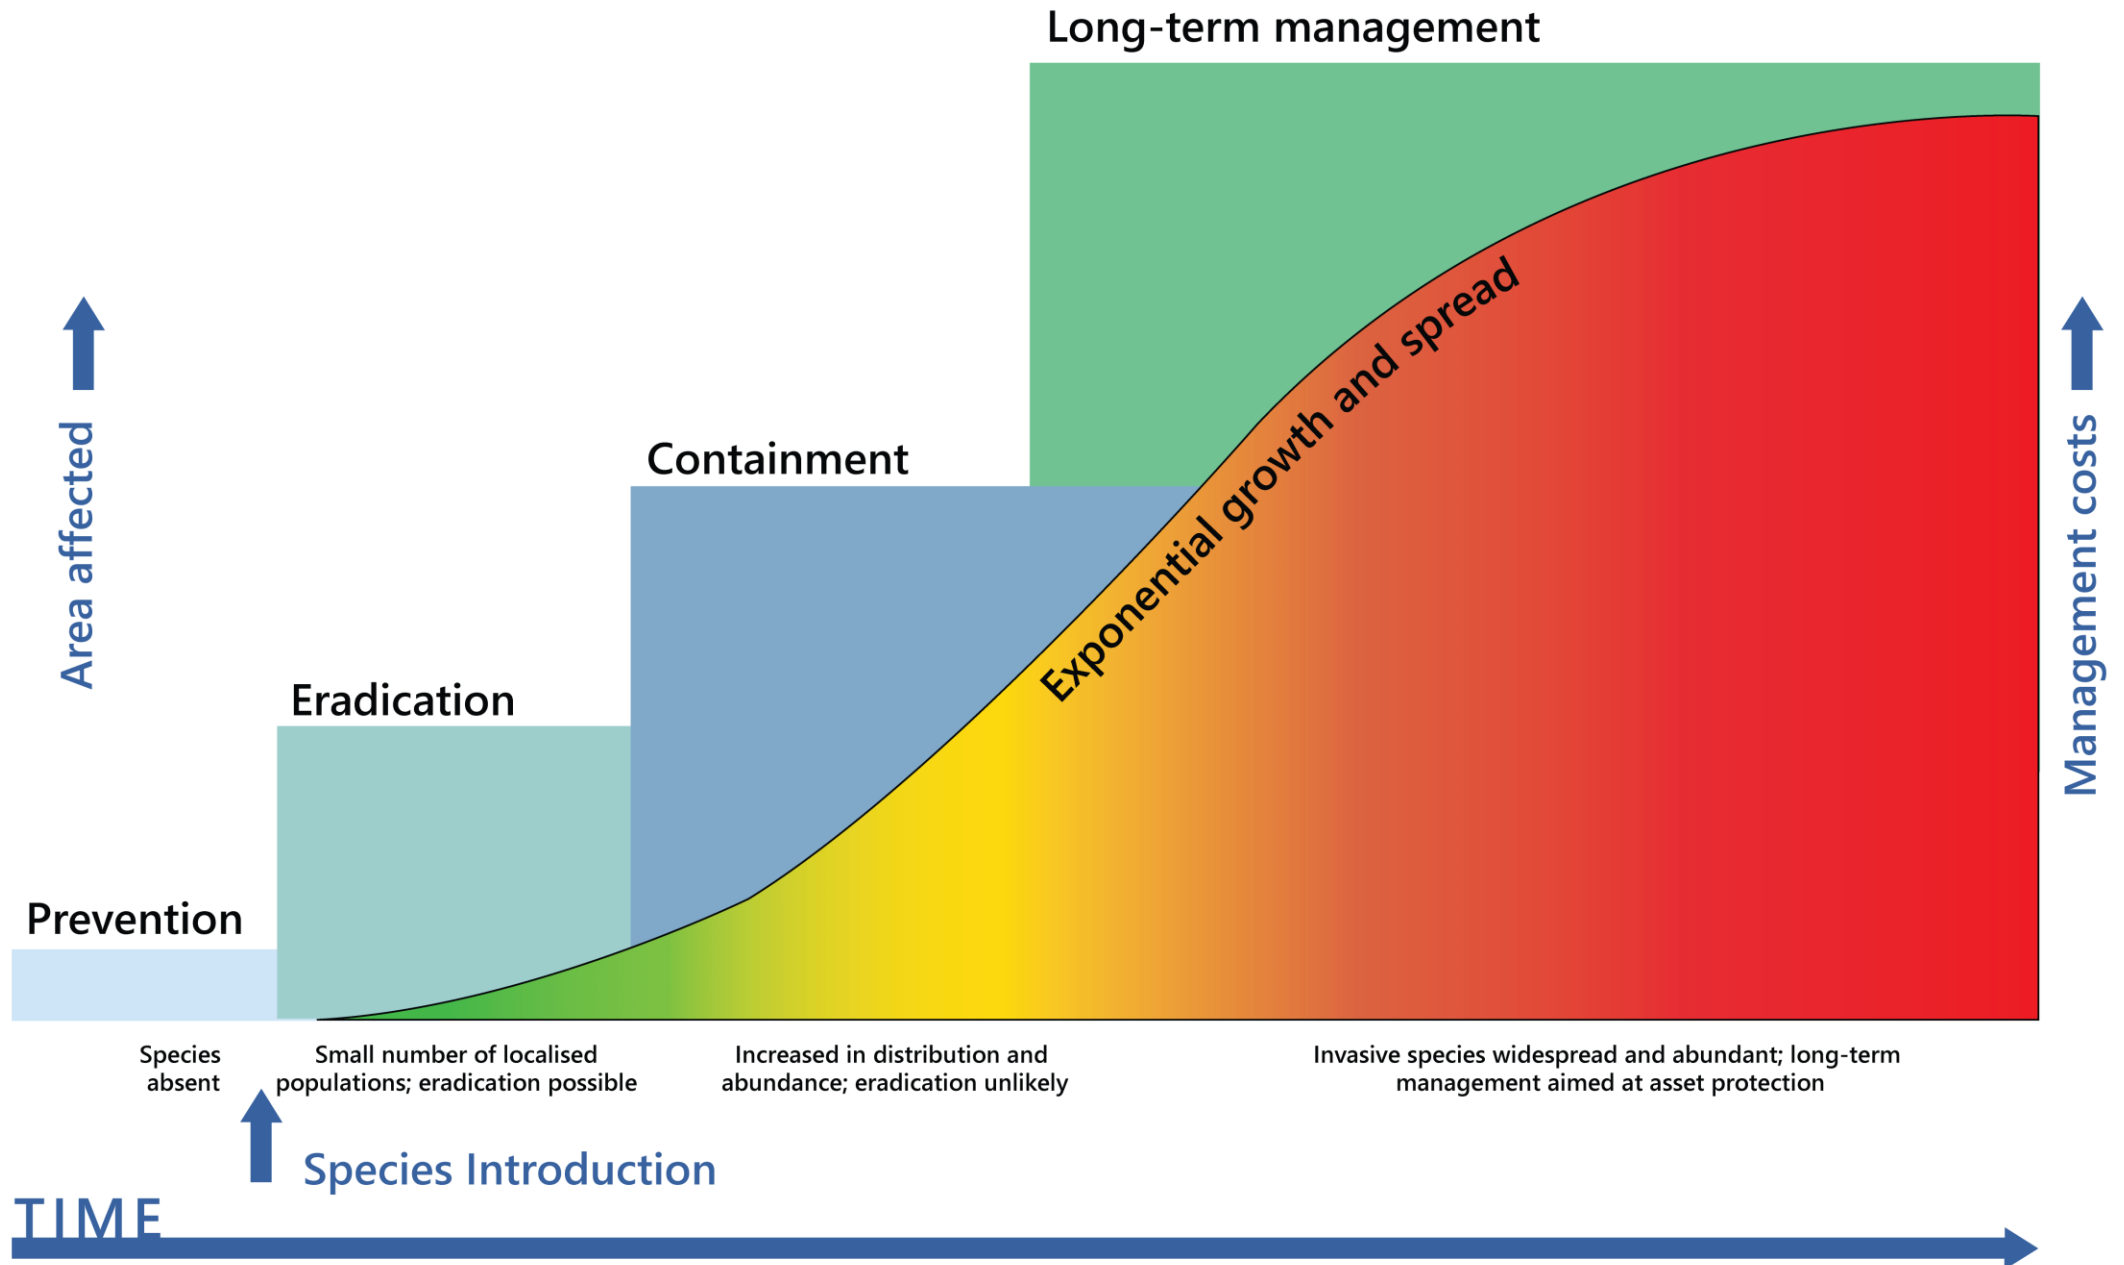 Long-term management
Containment
Eradication
Prevention
Exponential growth and spread
Area affected
Management costs
Species
absent
Small number of localised
populations; eradication possible
Increased in distribution and
abundance; eradication unlikely
Invasive species widespread and abundant; long-term
management aimed at asset protection
Species Introduction
TIME